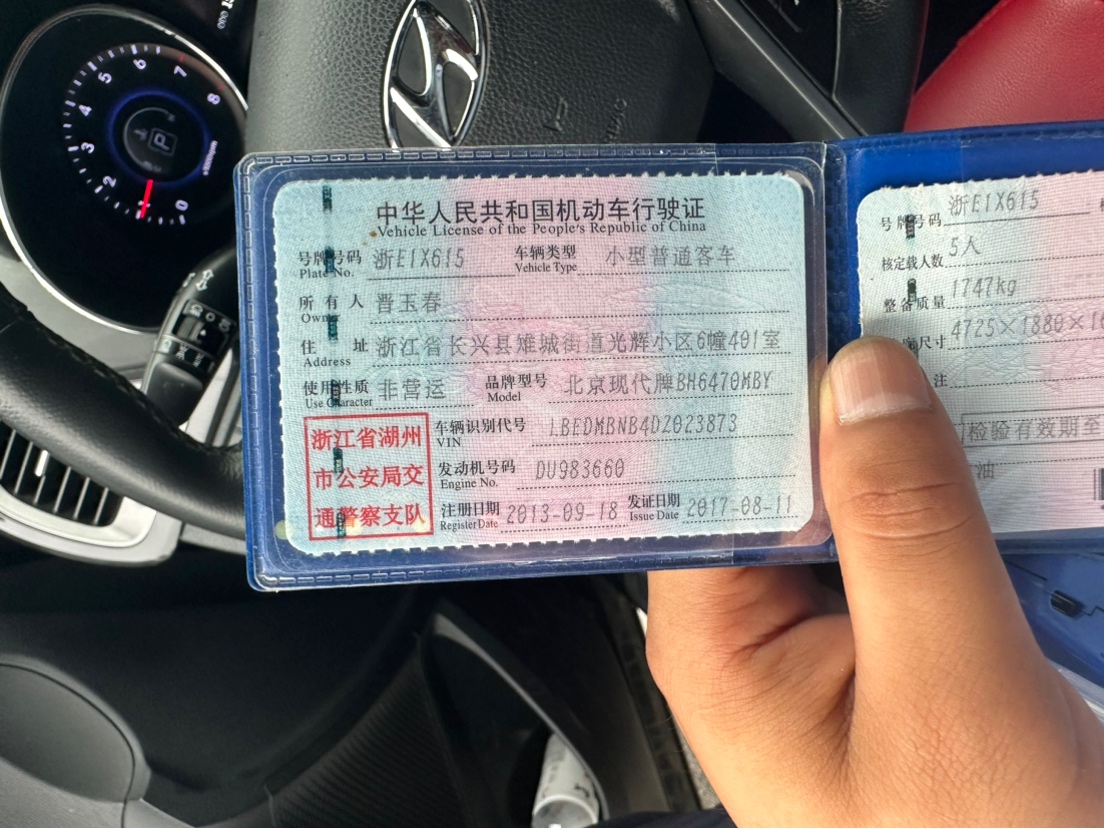 中华人民共和国机动车行驶证
Vehicle License of the People's Republic of China
号牌号码 浙E1X615 车辆类型 小型普通客车
Plate No. Vehicle Type
所有人 晋玉春
Owner
住址 浙江省长兴县雉城街道光辉小区6幢401室
Address
使用性质 非营运 品牌型号 北京现代牌BH6470MBY
Use Character Model
浙江省湖州
市公安局交
通警察支队
车辆识别代号 LBEDMBNB4DZ023873
VIN
发动机号码 DU983660
Engine No.
注册日期 2013-09-18 发证日期 2017-08-11
Register Date Issue Date
号牌号码 浙E1X615
核定载人数 5人
整备质量 1747kg
尺寸 4725×1880×16
注
检验有效期至
油
0
1
2
3
4
5
6
7
8
P